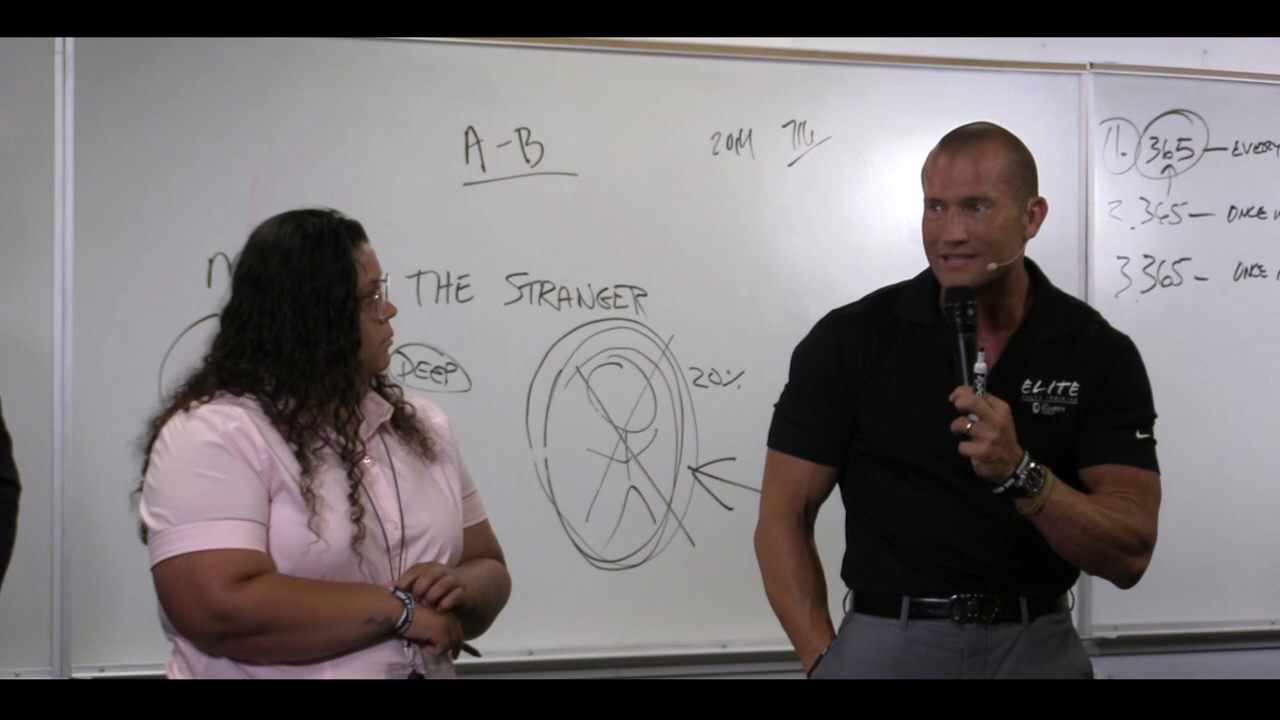 A-B
20M
1. 365 — EVERY
2. 365 — ONCE
3. 365 — ONCE
THE STRANGER
DEEP
20%
ELITE